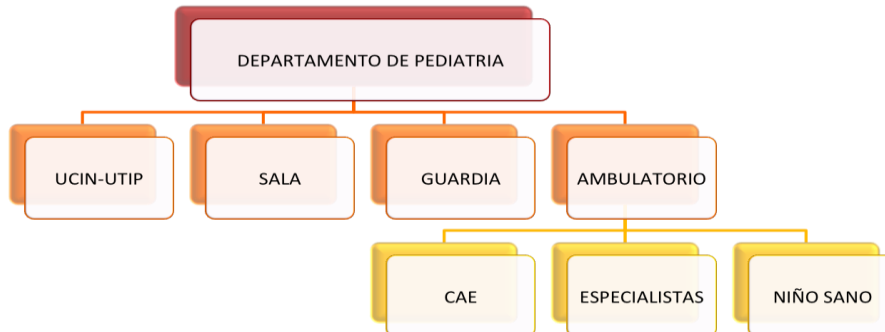 DEPARTAMENTO DE PEDIATRIA
UCIN-UTIP
SALA
GUARDIA
AMBULATORIO
CAE
ESPECIALISTAS
NIÑO SANO